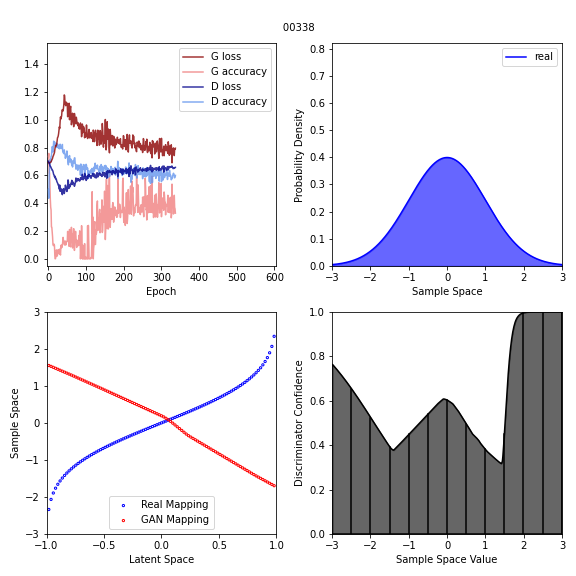 00338
G loss
G accuracy
D loss
D accuracy
1.4
1.2
1.0
0.8
0.6
0.4
0.2
0.0
0 100 200 300 400 500 600
Epoch
real
Probability Density
0.8
0.7
0.6
0.5
0.4
0.3
0.2
0.1
0.0
−3 −2 −1 0 1 2 3
Sample Space
Sample Space
3
2
1
0
−1
−2
−3
Real Mapping
GAN Mapping
−1.0 −0.5 0.0 0.5 1.0
Latent Space
Discriminator Confidence
1.0
0.8
0.6
0.4
0.2
0.0
−3 −2 −1 0 1 2 3
Sample Space Value